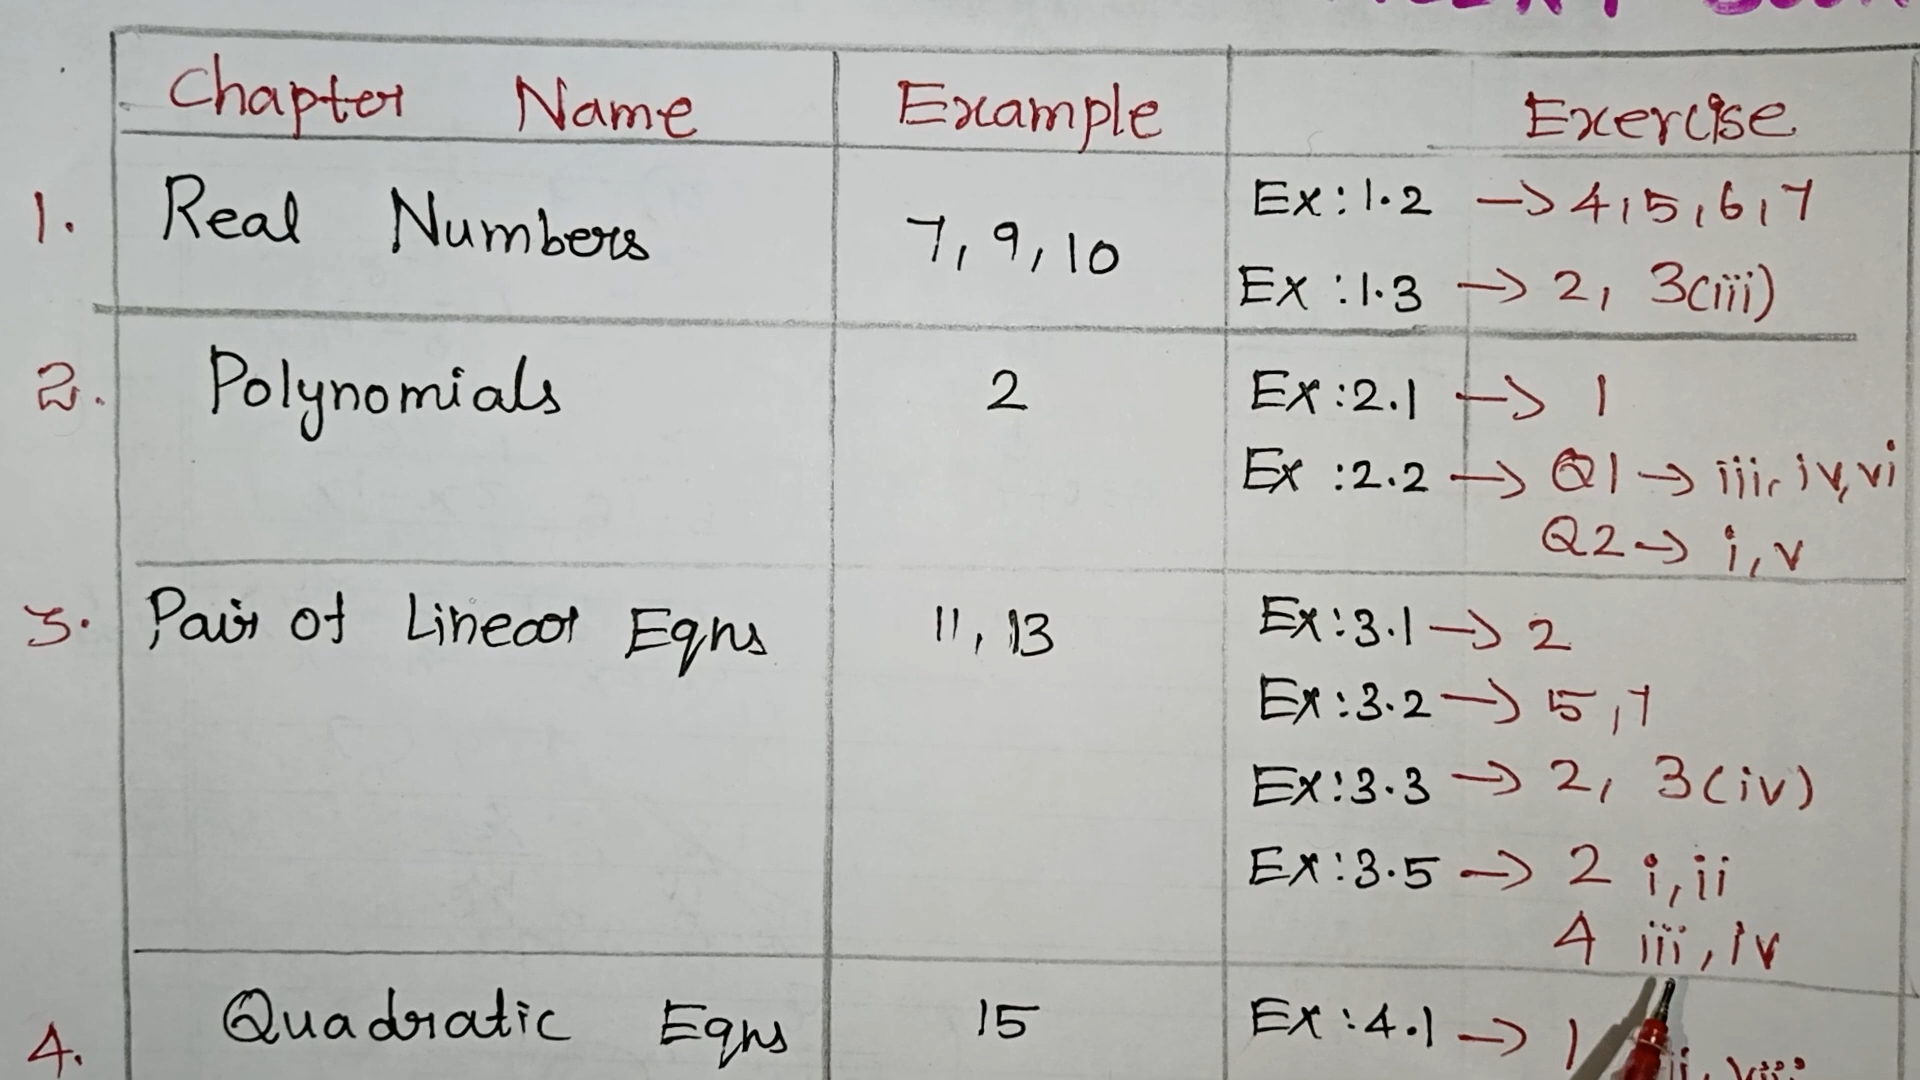 Chapter Name Example Exercise
1. Real Numbers 7, 9, 10 Ex : 1.2 → 4, 5, 6, 7
Ex : 1.3 → 2, 3(iii)
2. Polynomials 2 Ex : 2.1 → 1
Ex : 2.2 → Q1 → iii, iv, vi
Q2 → i, v
3. Pair of Linear Eqns 11, 13 Ex : 3.1 → 2
Ex : 3.2 → 5, 7
Ex : 3.3 → 2, 3(iv)
Ex : 3.5 → 2 i, ii
4 iii, iv
4. Quadratic Eqns 15 Ex : 4.1 → 1